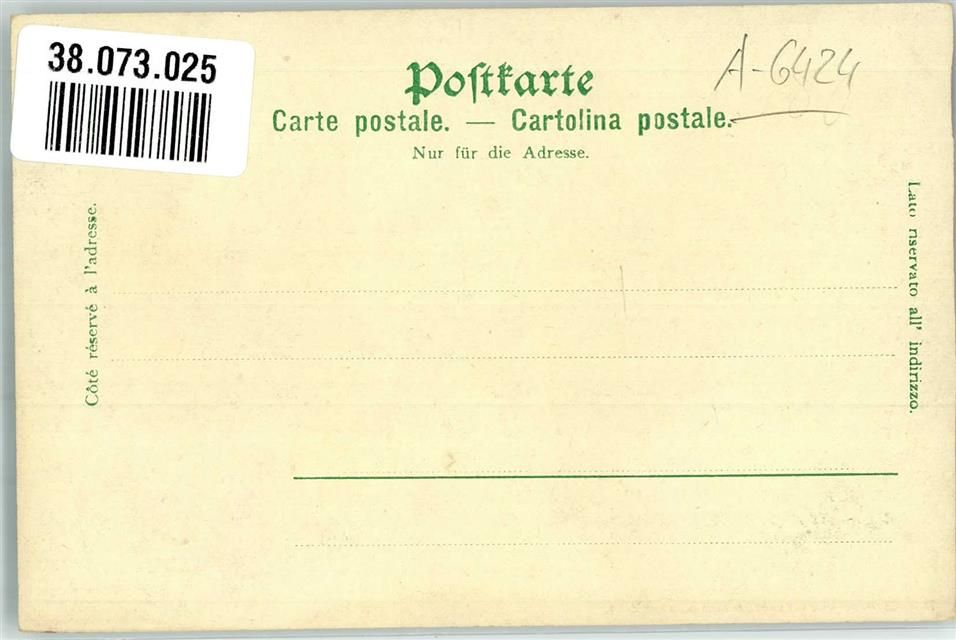 38.073.025
A-6424
Poſtkarte
Carte postale. — Cartolina postale.
Nur für die Adresse.
Côté réservé à l'adresse.
Lato riservato all' indirizzo.